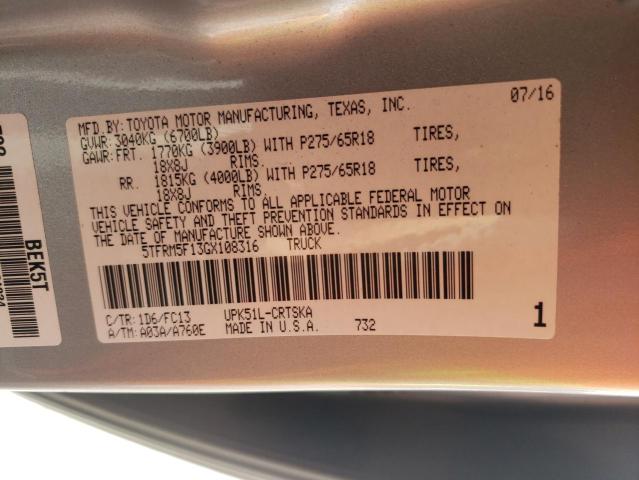 MFD.BY:TOYOTA MOTOR MANUFACTURING, TEXAS, INC. 07/16
GVWR:3040KG (6700LB)
GAWR:FRT. 1770KG (3900LB) WITH P275/65R18 TIRES,
18X8J RIMS.
RR. 1815KG (4000LB) WITH P275/65R18 TIRES,
18X8J RIMS.
THIS VEHICLE CONFORMS TO ALL APPLICABLE FEDERAL MOTOR
VEHICLE SAFETY AND THEFT PREVENTION STANDARDS IN EFFECT ON
THE DATE OF MANUFACTURE SHOWN ABOVE.
5TFRM5F13GX108316 TRUCK
C/TR:1D6/FC13 UPK51L-CRTSKA
A/TM:A03A/A760E MADE IN U.S.A. 732 1
BEK5T